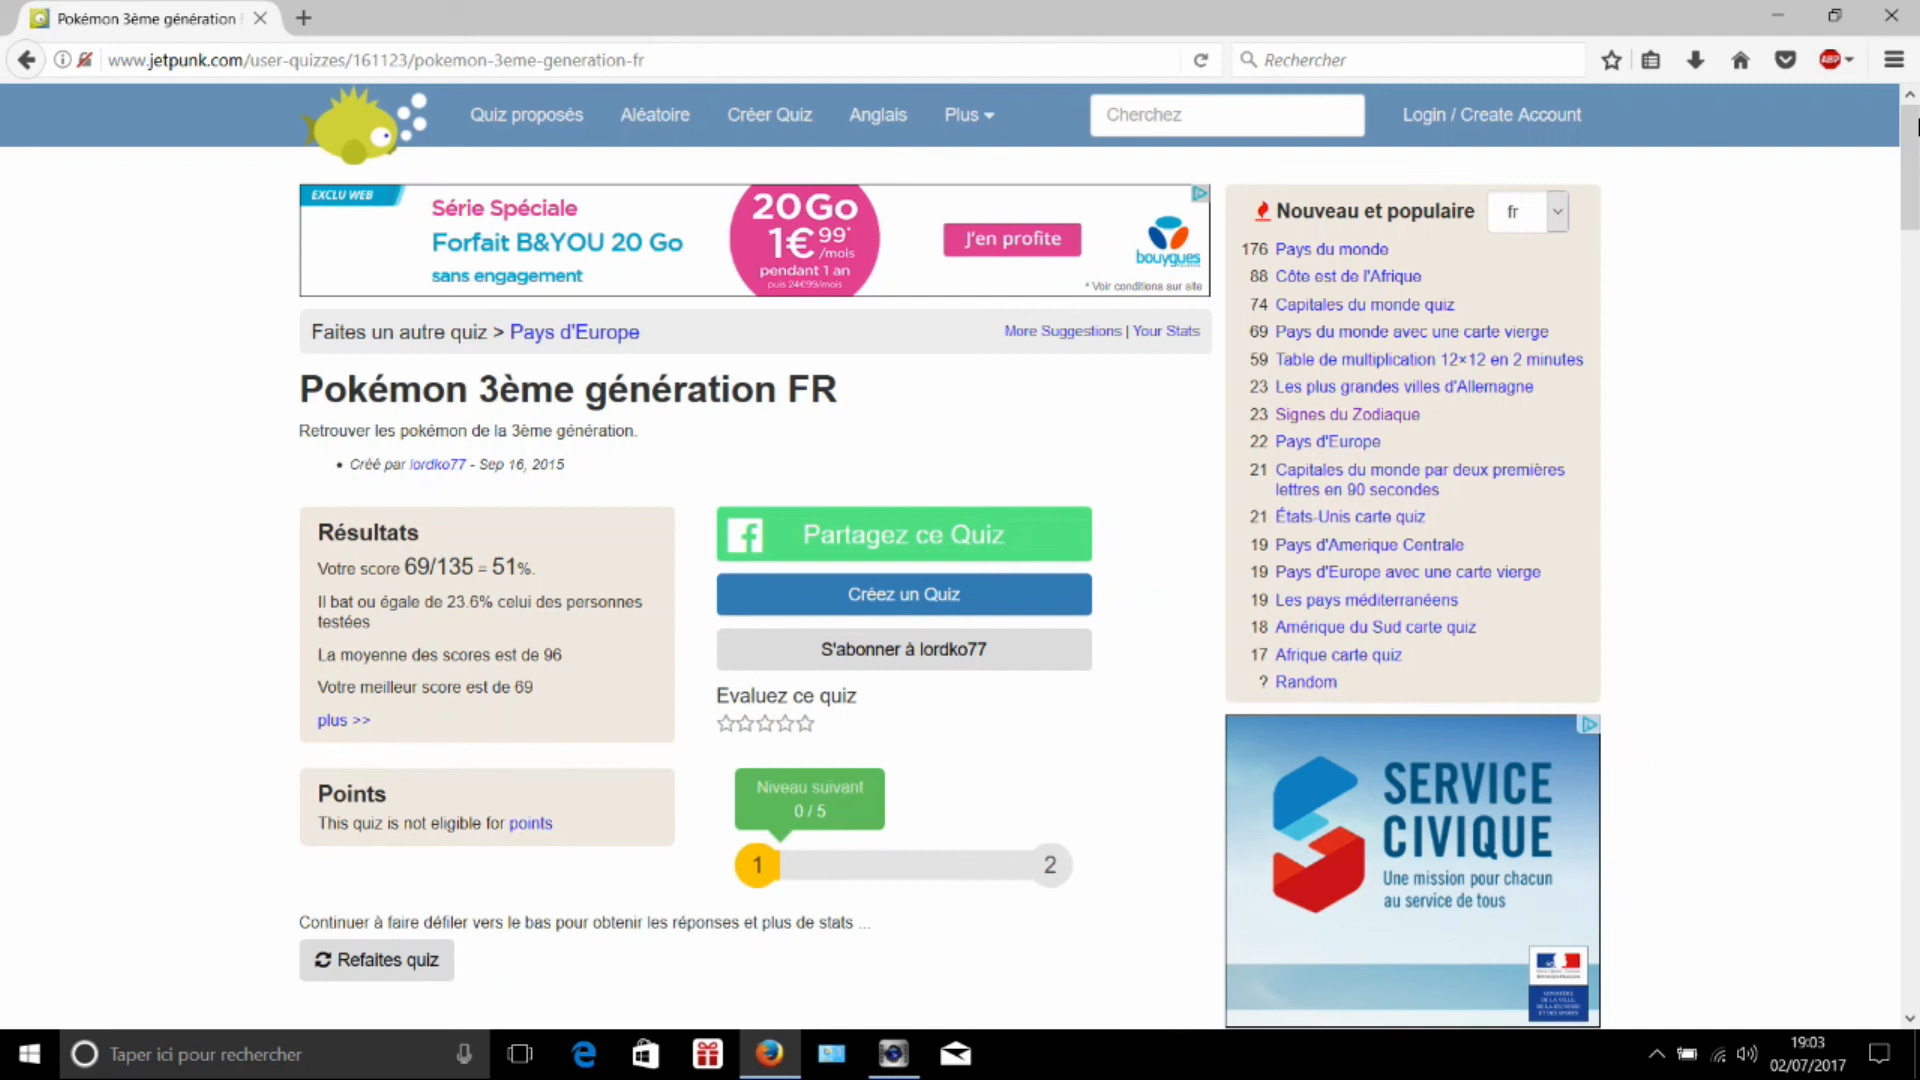 Pokémon 3ème génération
www.jetpunk.com/user-quizzes/161123/pokemon-3eme-generation-fr
Rechercher
ABP
Quiz proposés
Aléatoire
Créer Quiz
Anglais
Plus
Cherchez
Login / Create Account
EXCLU WEB
Série Spéciale
Forfait B&YOU 20 Go
sans engagement
20Go
1€99*
/mois
pendant 1 an
puis 24€99/mois
J'en profite
bouygues
* Voir conditions sur site
Faites un autre quiz > Pays d'Europe
More Suggestions | Your Stats
Pokémon 3ème génération FR
Retrouver les pokémon de la 3ème génération.
• Créé par lordko77 - Sep 16, 2015
Résultats
Votre score 69/135 = 51%.
Il bat ou égale de 23.6% celui des personnes
testées
La moyenne des scores est de 96
Votre meilleur score est de 69
plus >>
Partagez ce Quiz
Créez un Quiz
S'abonner à lordko77
Evaluez ce quiz
Points
This quiz is not eligible for points
Niveau suivant
0 / 5
1
2
Continuer à faire défiler vers le bas pour obtenir les réponses et plus de stats ...
Refaites quiz
Nouveau et populaire
fr
176 Pays du monde
88 Côte est de l'Afrique
74 Capitales du monde quiz
69 Pays du monde avec une carte vierge
59 Table de multiplication 12×12 en 2 minutes
23 Les plus grandes villes d'Allemagne
23 Signes du Zodiaque
22 Pays d'Europe
21 Capitales du monde par deux premières
lettres en 90 secondes
21 États-Unis carte quiz
19 Pays d'Amerique Centrale
19 Pays d'Europe avec une carte vierge
19 Les pays méditerranéens
18 Amérique du Sud carte quiz
17 Afrique carte quiz
? Random
SERVICE
CIVIQUE
Une mission pour chacun
au service de tous
Taper ici pour rechercher
19:03
02/07/2017